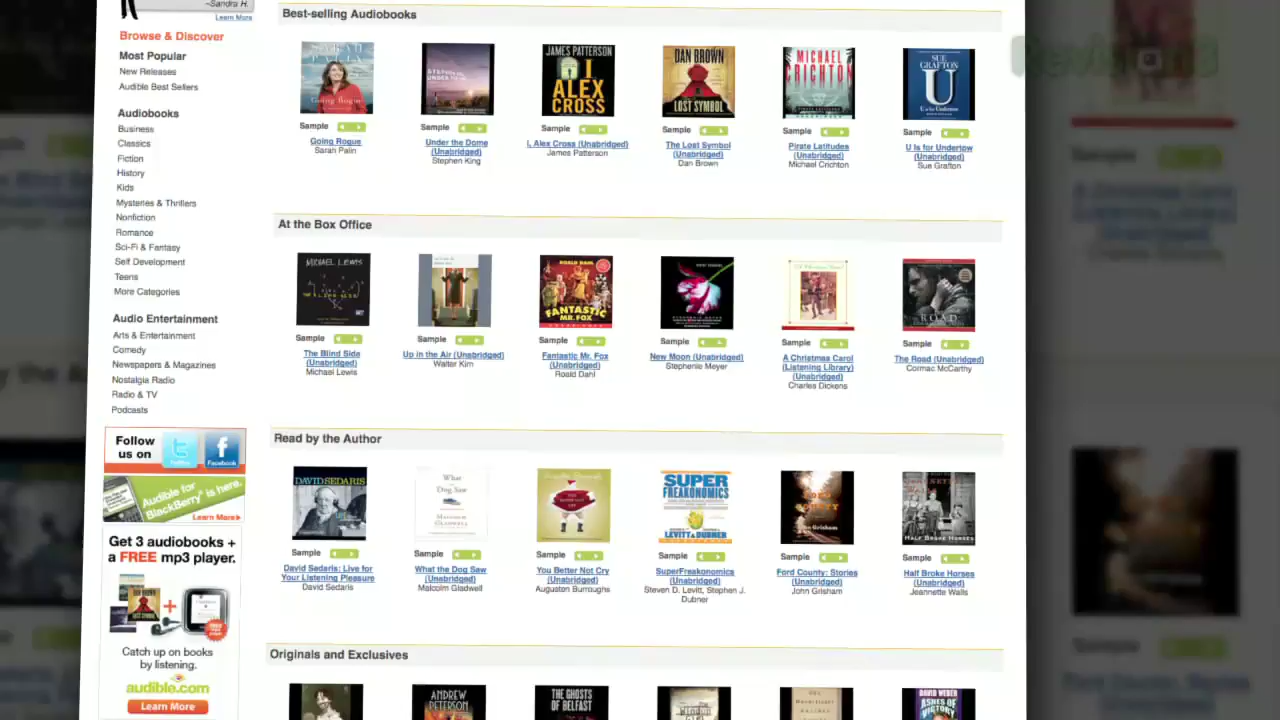 –Sandra H.
Learn More
Browse & Discover
Most Popular
New Releases
Audible Best Sellers
Audiobooks
Business
Classics
Fiction
History
Kids
Mysteries & Thrillers
Nonfiction
Romance
Sci-Fi & Fantasy
Self Development
Teens
More Categories
Audio Entertainment
Arts & Entertainment
Comedy
Newspapers & Magazines
Nostalgia Radio
Radio & TV
Podcasts
Follow
us on
Twitter
Facebook
Audible for
BlackBerry® is here.
Learn More
Get 3 audiobooks +
a FREE mp3 player.
Catch up on books
by listening.
audible.com
Learn More
Best-selling Audiobooks
SARAH PALIN
Going Rogue
STEPHEN KING
UNDER THE DOME
JAMES PATTERSON
I, ALEX CROSS
DAN BROWN
LOST SYMBOL
MICHAEL CRICHTON
SUE GRAFTON
U
Sample Sample Sample Sample Sample Sample
Going Rogue
Sarah Palin
Under the Dome
(Unabridged)
Stephen King
I, Alex Cross (Unabridged)
James Patterson
The Lost Symbol
(Unabridged)
Dan Brown
Pirate Latitudes
(Unabridged)
Michael Crichton
U Is for Undertow
(Unabridged)
Sue Grafton
At the Box Office
MICHAEL LEWIS
ROALD DAHL
FANTASTIC
MR. FOX
ROAD
Sample Sample Sample Sample Sample Sample
The Blind Side
(Unabridged)
Michael Lewis
Up in the Air (Unabridged)
Walter Kirn
Fantastic Mr. Fox
(Unabridged)
Roald Dahl
New Moon (Unabridged)
Stephenie Meyer
A Christmas Carol
(Listening Library)
(Unabridged)
Charles Dickens
The Road (Unabridged)
Cormac McCarthy
Read by the Author
DAVID SEDARIS
What
the
Dog Saw
MALCOLM
GLADWELL
SUPER
FREAKONOMICS
LEVITT & DUBNER
FORD
COUNTY
John Grisham
HALF BROKE HORSES
Sample Sample Sample Sample Sample Sample
David Sedaris: Live for
Your Listening Pleasure
David Sedaris
What the Dog Saw
(Unabridged)
Malcolm Gladwell
You Better Not Cry
(Unabridged)
Augusten Burroughs
SuperFreakonomics
(Unabridged)
Steven D. Levitt, Stephen J.
Dubner
Ford County: Stories
(Unabridged)
John Grisham
Half Broke Horses
(Unabridged)
Jeannette Walls
Originals and Exclusives
ANDREW
PETERSON
THE GHOSTS
OF BELFAST
DAVID WEBER
ASHES OF
VICTORY